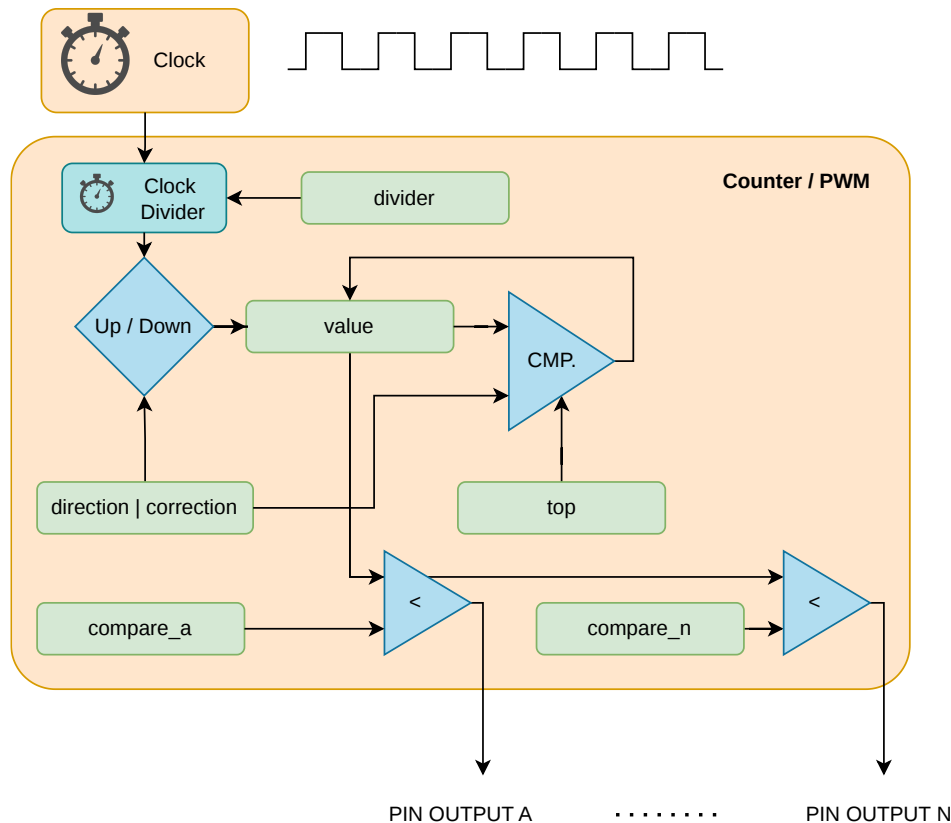 Clock
Counter / PWM
Clock
Divider
divider
Up / Down
value
CMP.
direction | correction
top
<
<
compare_a
compare_n
PIN OUTPUT A
. . . . . . . .
PIN OUTPUT N